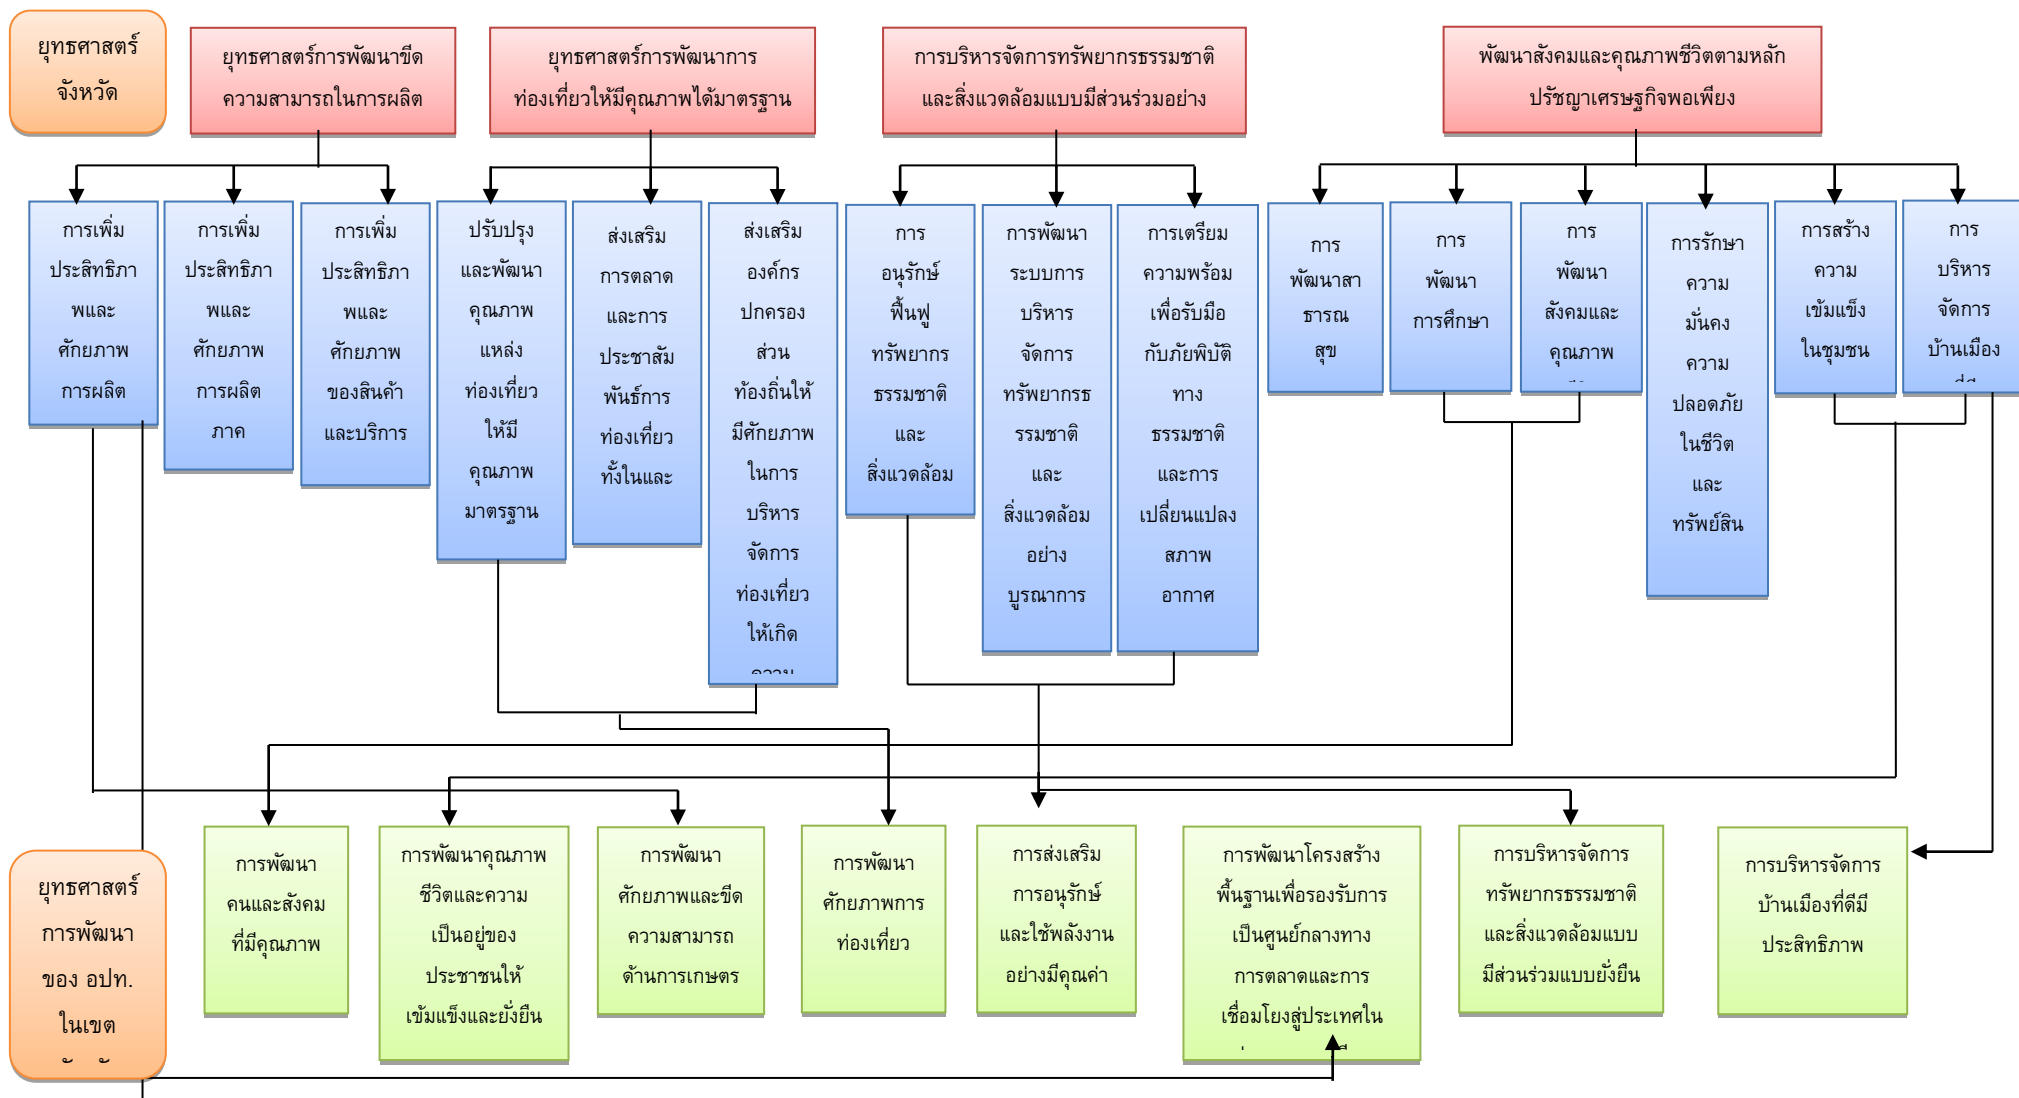 ยุทธศาสตร์
จังหวัด
ยุทธศาสตร์การพัฒนาขีด
ความสามารถในการผลิต
ยุทธศาสตร์การพัฒนาการ
ท่องเที่ยวให้มีคุณภาพได้มาตรฐาน
การบริหารจัดการทรัพยากรธรรมชาติ
และสิ่งแวดล้อมแบบมีส่วนร่วมอย่าง
พัฒนาสังคมและคุณภาพชีวิตตามหลัก
ปรัชญาเศรษฐกิจพอเพียง
การเพิ่ม
ประสิทธิภา
พและ
ศักยภาพ
การผลิต
การเพิ่ม
ประสิทธิภา
พและ
ศักยภาพ
การผลิต
ภาค
การเพิ่ม
ประสิทธิภา
พและ
ศักยภาพ
ของสินค้า
และบริการ
ปรับปรุง
และพัฒนา
คุณภาพ
แหล่ง
ท่องเที่ยว
ให้มี
คุณภาพ
มาตรฐาน
ส่งเสริม
การตลาด
และการ
ประชาสัม
พันธ์การ
ท่องเที่ยว
ทั้งในและ
ส่งเสริม
องค์กร
ปกครอง
ส่วน
ท้องถิ่นให้
มีศักยภาพ
ในการ
บริหาร
จัดการ
ท่องเที่ยว
ให้เกิด
การ
อนุรักษ์
ฟื้นฟู
ทรัพยากร
ธรรมชาติ
และ
สิ่งแวดล้อม
การพัฒนา
ระบบการ
บริหาร
จัดการ
ทรัพยากรธ
รรมชาติ
และ
สิ่งแวดล้อม
อย่าง
บูรณาการ
การเตรียม
ความพร้อม
เพื่อรับมือ
กับภัยพิบัติ
ทาง
ธรรมชาติ
และการ
เปลี่ยนแปลง
สภาพ
อากาศ
การ
พัฒนาสา
ธารณ
สุข
การ
พัฒนา
การศึกษา
การ
พัฒนา
สังคมและ
คุณภาพ
การรักษา
ความ
มั่นคง
ความ
ปลอดภัย
ในชีวิต
และ
ทรัพย์สิน
การสร้าง
ความ
เข้มแข็ง
ในชุมชน
การ
บริหาร
จัดการ
บ้านเมือง
ยุทธศาสตร์
การพัฒนา
ของ อปท.
ในเขต
การพัฒนา
คนและสังคม
ที่มีคุณภาพ
การพัฒนาคุณภาพ
ชีวิตและความ
เป็นอยู่ของ
ประชาชนให้
เข้มแข็งและยั่งยืน
การพัฒนา
ศักยภาพและขีด
ความสามารถ
ด้านการเกษตร
การพัฒนา
ศักยภาพการ
ท่องเที่ยว
การส่งเสริม
การอนุรักษ์
และใช้พลังงาน
อย่างมีคุณค่า
การพัฒนาโครงสร้าง
พื้นฐานเพื่อรองรับการ
เป็นศูนย์กลางทาง
การตลาดและการ
เชื่อมโยงสู่ประเทศใน
การบริหารจัดการ
ทรัพยากรธรรมชาติ
และสิ่งแวดล้อมแบบ
มีส่วนร่วมแบบยั่งยืน
การบริหารจัดการ
บ้านเมืองที่ดีมี
ประสิทธิภาพ